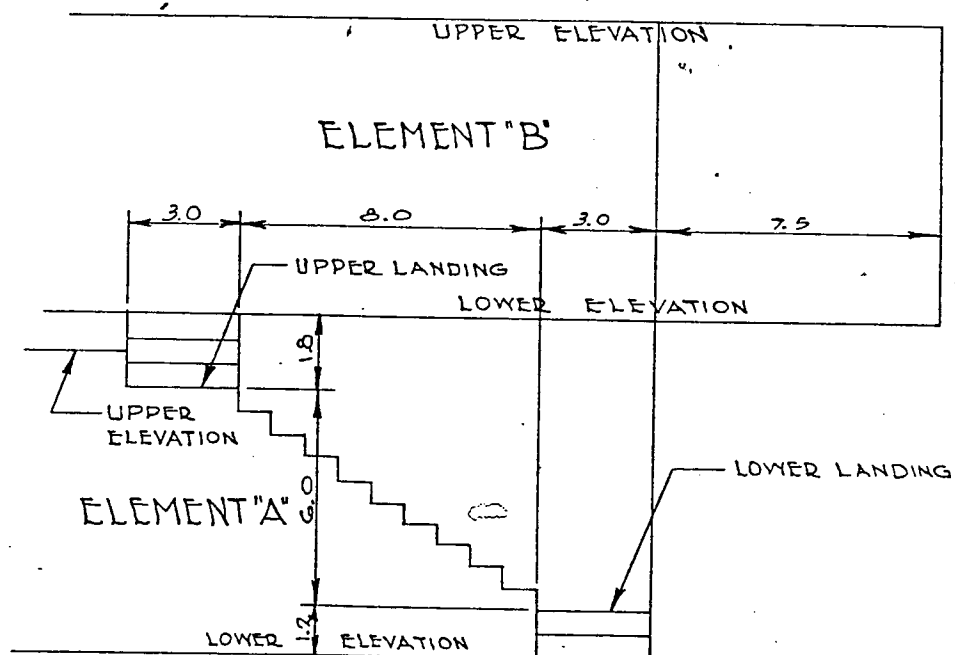 UPPER ELEVATION
ELEMENT "B"
3.0
8.0
3.0
7.5
UPPER LANDING
LOWER ELEVATION
1.8
UPPER
ELEVATION
LOWER LANDING
ELEMENT "A"
6.0
LOWER ELEVATION
1.2